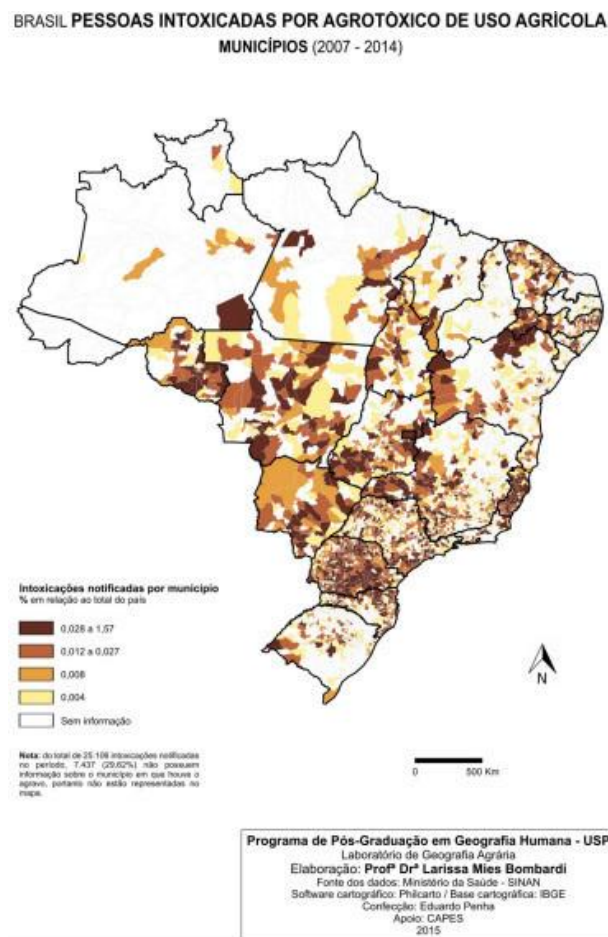 BRASIL PESSOAS INTOXICADAS POR AGROTÓXICO DE USO AGRÍCOLA
MUNICÍPIOS (2007 - 2014)
Intoxicações notificadas por município
% em relação ao total do país
0,028 a 1,57
0,012 a 0,027
0,008
0,004
Sem informação
Nota: do total de 25.106 intoxicações notificadas
no período, 7.437 (29,62%) não possuem
informação sobre o município em que houve o
agravo, portanto não estão representadas no
mapa.
N
0 500 Km
Programa de Pós-Graduação em Geografia Humana - USP
Laboratório de Geografia Agrária
Elaboração: Profª Drª Larissa Mies Bombardi
Fonte dos dados: Ministério da Saúde - SINAN
Software cartográfico: Philcarto / Base cartográfica: IBGE
Confecção: Eduardo Penha
Apoio: CAPES
2015